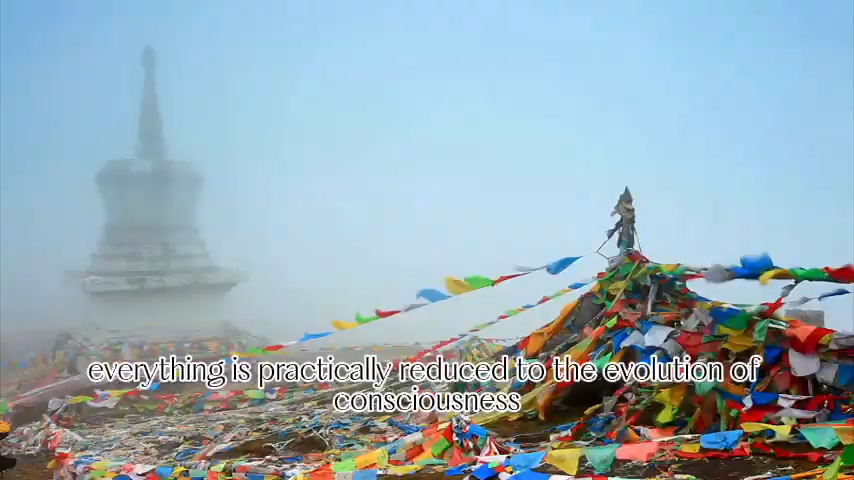 everything is practically reduced to the evolution of
consciousness